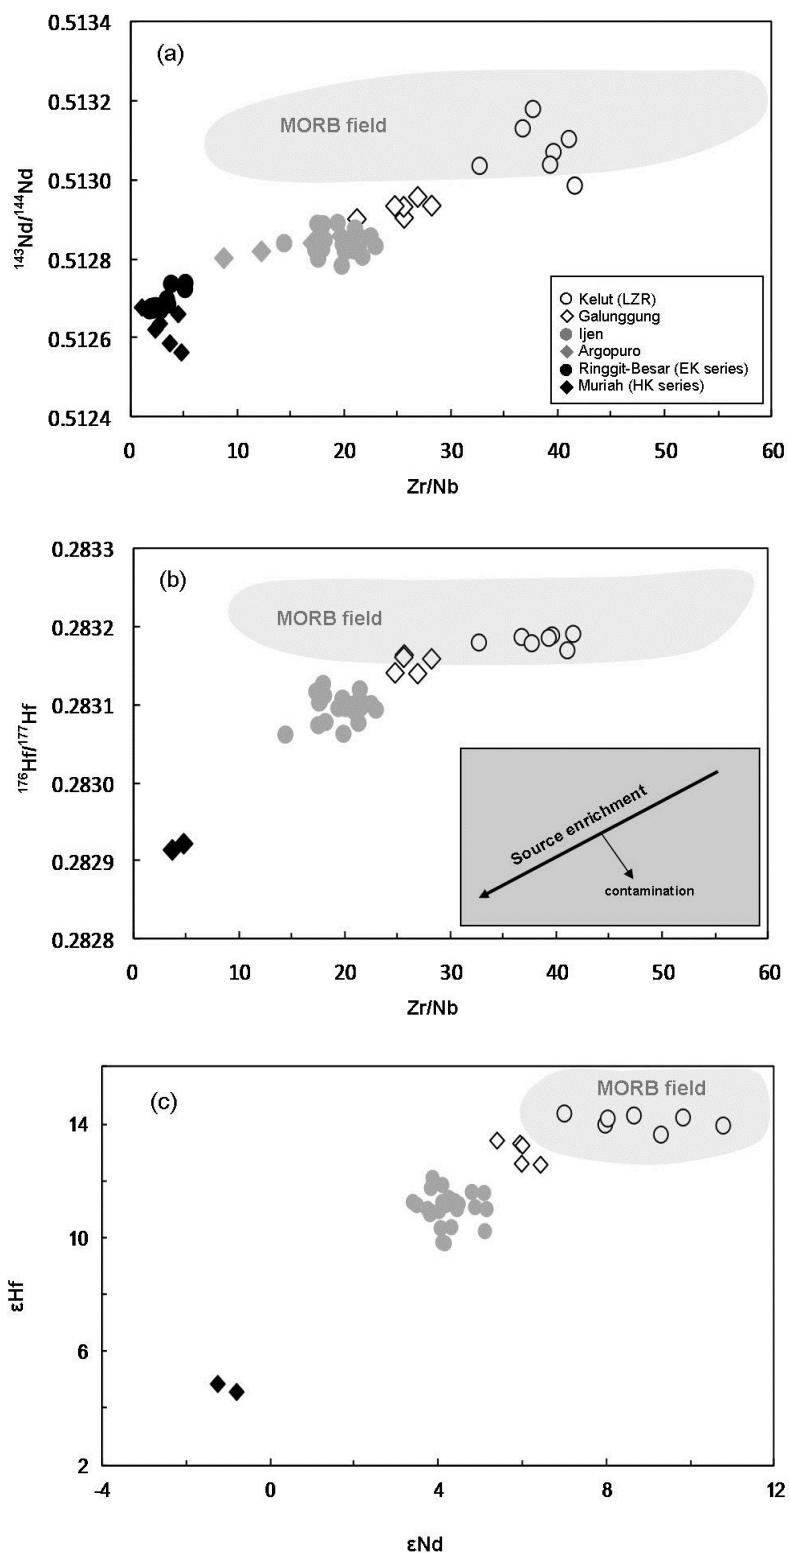 (a)
0.5134
0.5132
0.5130
0.5128
0.5126
0.5124
¹⁴³Nd/¹⁴⁴Nd
MORB field
Kelut (LZR)
Galunggung
Ijen
Argopuro
Ringgit-Besar (EK series)
Muriah (HK series)
0 10 20 30 40 50 60
Zr/Nb
(b)
0.2833
0.2832
0.2831
0.2830
0.2829
0.2828
¹⁷⁶Hf/¹⁷⁷Hf
MORB field
Source enrichment
contamination
0 10 20 30 40 50 60
Zr/Nb
(c)
MORB field
14
10
6
2
εHf
-4 0 4 8 12
εNd